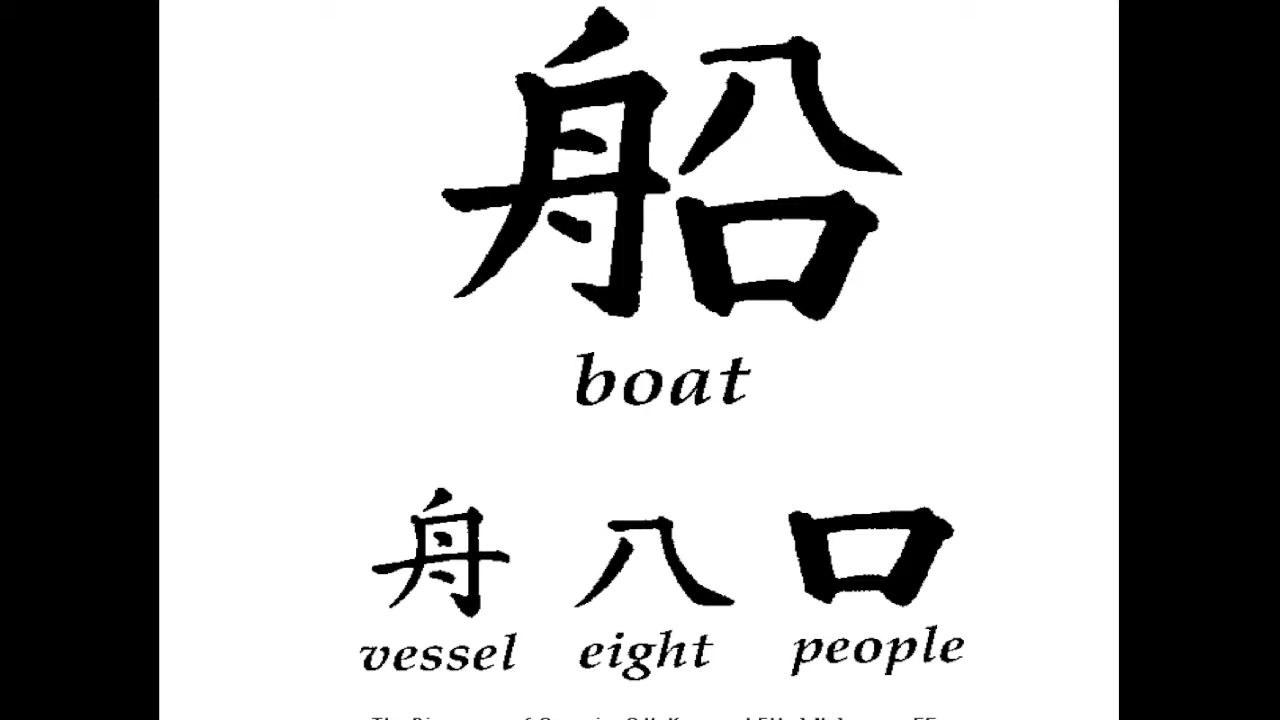 船
boat
舟 八 口
vessel eight people